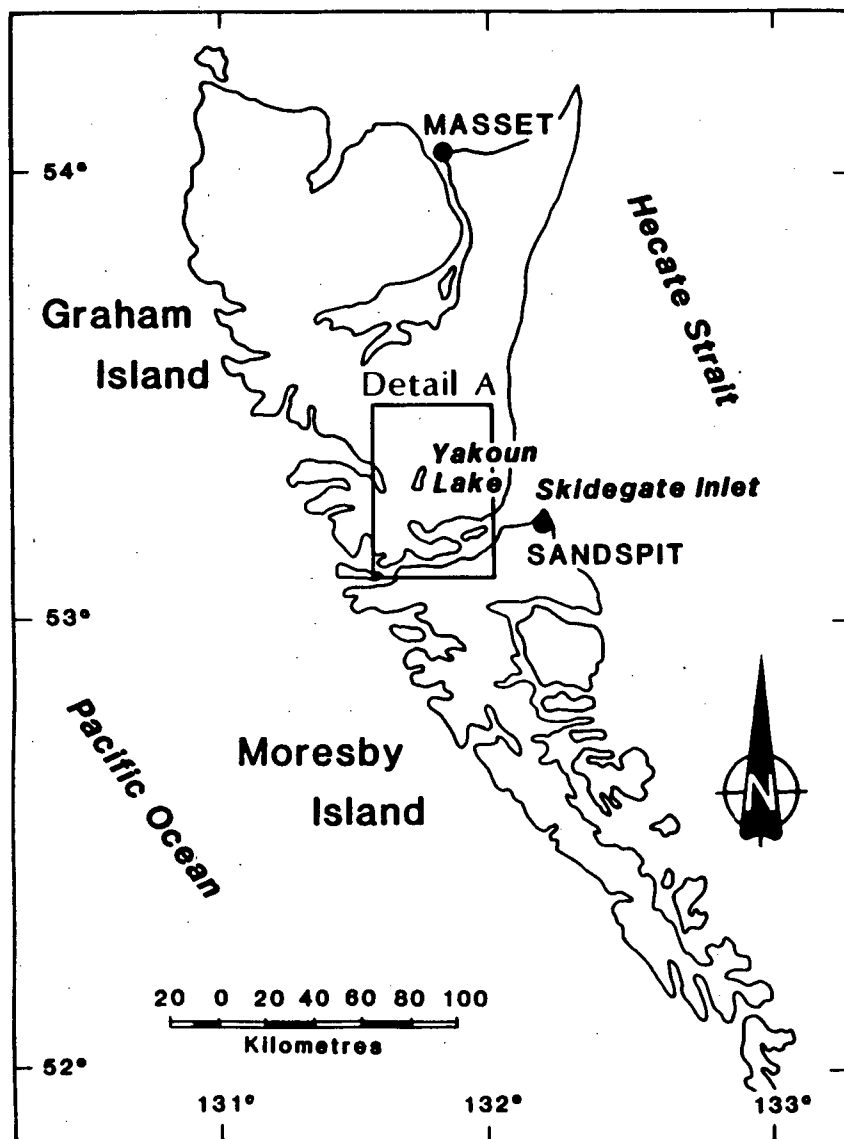 MASSET
54°
Hecate Strait
Graham
Island
Detail A
Yakoun
Lake
Skidegate Inlet
SANDSPIT
53°
Pacific Ocean
Moresby
Island
N
20 0 20 40 60 80 100
Kilometres
52°
131° 132° 133°